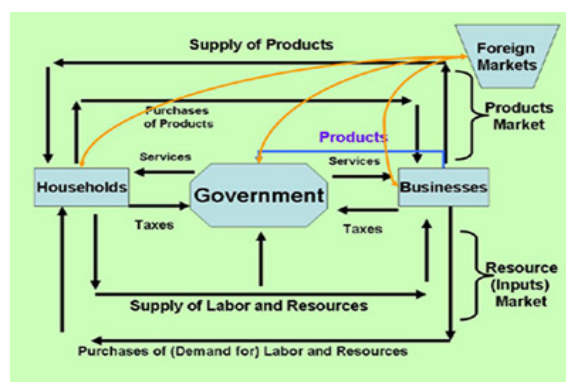 Supply of Products
Foreign
Markets
Purchases
of Products
Products
Market
Products
Services
Services
Households
Government
Businesses
Taxes
Taxes
Resource
(Inputs)
Market
Supply of Labor and Resources
Purchases of (Demand for) Labor and Resources